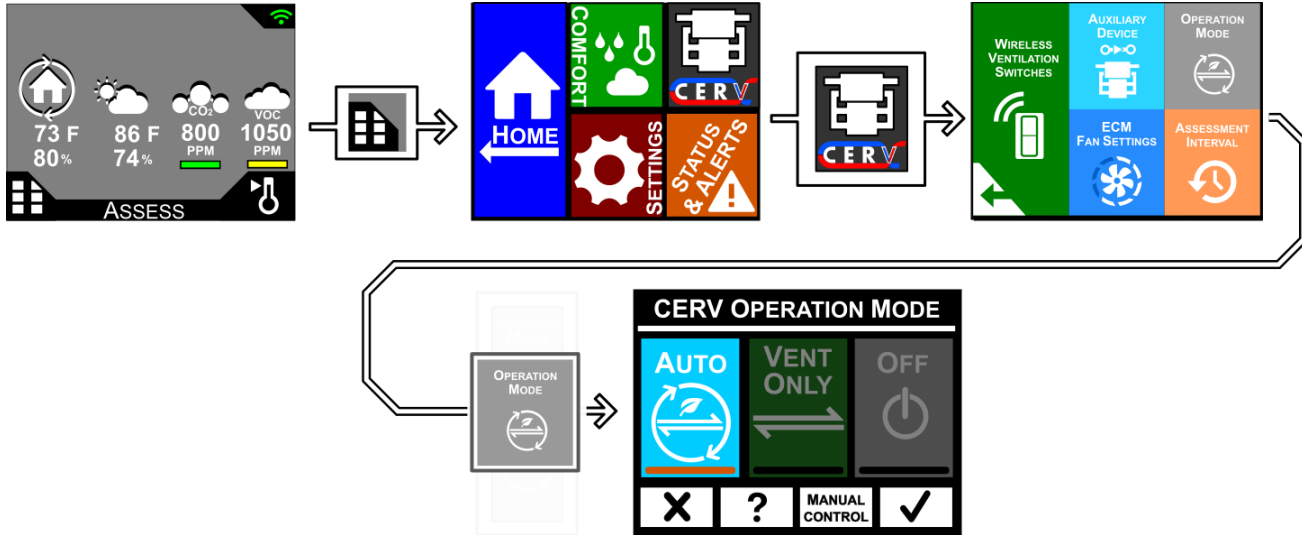 73 F
80%
86 F
74%
CO2
800
PPM
VOC
1050
PPM
ASSESS
HOME
COMFORT
CERV
SETTINGS
STATUS
& ALERTS
CERV
WIRELESS
VENTILATION
SWITCHES
AUXILIARY
DEVICE
OPERATION
MODE
ECM
FAN SETTINGS
ASSESSMENT
INTERVAL
OPERATION
MODE
CERV OPERATION MODE
AUTO
VENT
ONLY
OFF
?
MANUAL
CONTROL